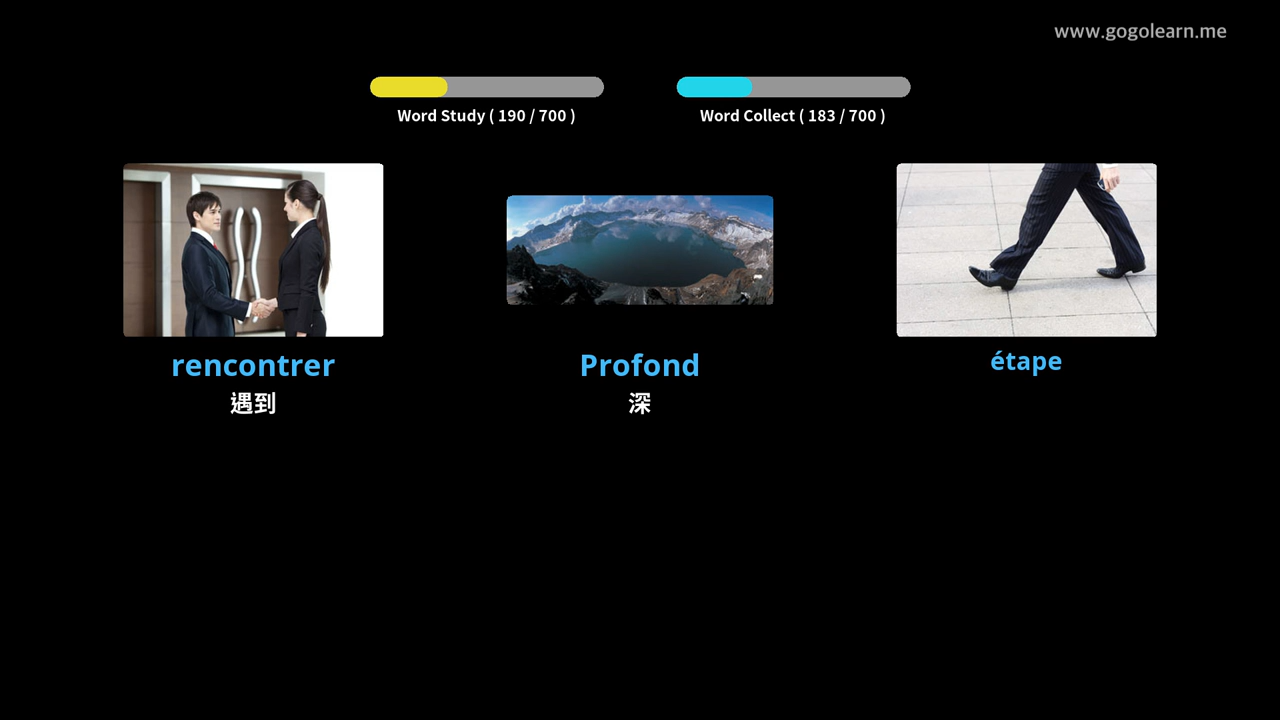 www.gogolearn.me
Word Study ( 190 / 700 )
Word Collect ( 183 / 700 )
rencontrer
遇到
Profond
深
étape